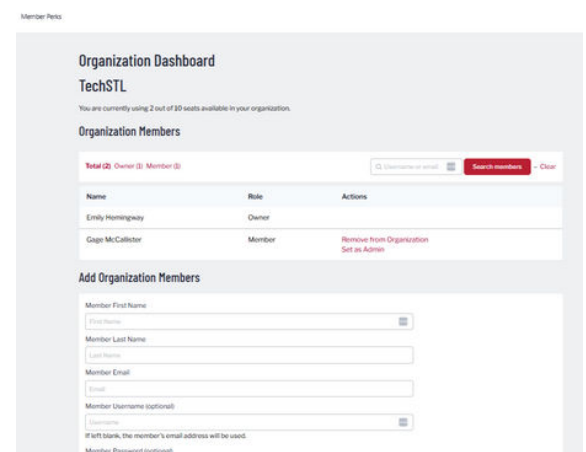 Member Perks
Organization Dashboard
TechSTL
You are currently using 2 out of 10 seats available in your organization.
Organization Members
Total (2) Owner (1) Member (1)
Username or email
Search members
Clear
Name Role Actions
Emily Hemingway Owner
Gage McCallister Member Remove from Organization
Set as Admin
Add Organization Members
Member First Name
First Name
Member Last Name
Last Name
Member Email
Email
Member Username (optional)
Username
If left blank, the member's email address will be used.
Member Password (optional)